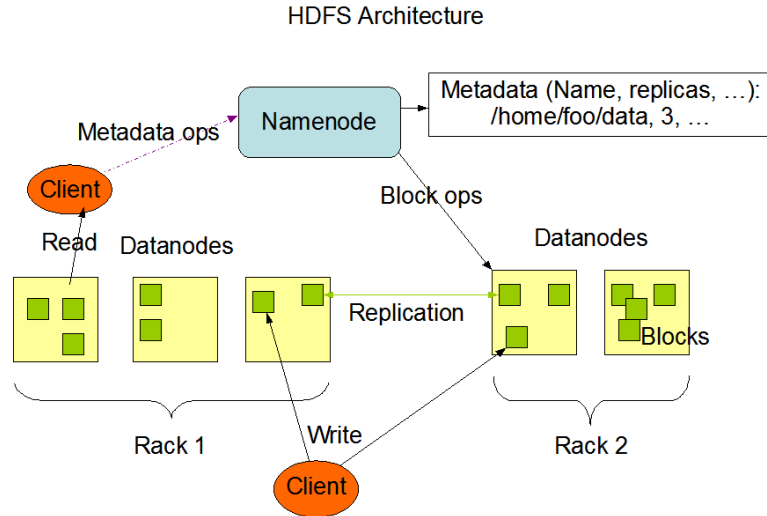 HDFS Architecture
Metadata (Name, replicas, …):
/home/foo/data, 3, …
Namenode
Metadata ops
Client
Block ops
Read
Datanodes
Datanodes
Replication
Blocks
Rack 1
Write
Rack 2
Client